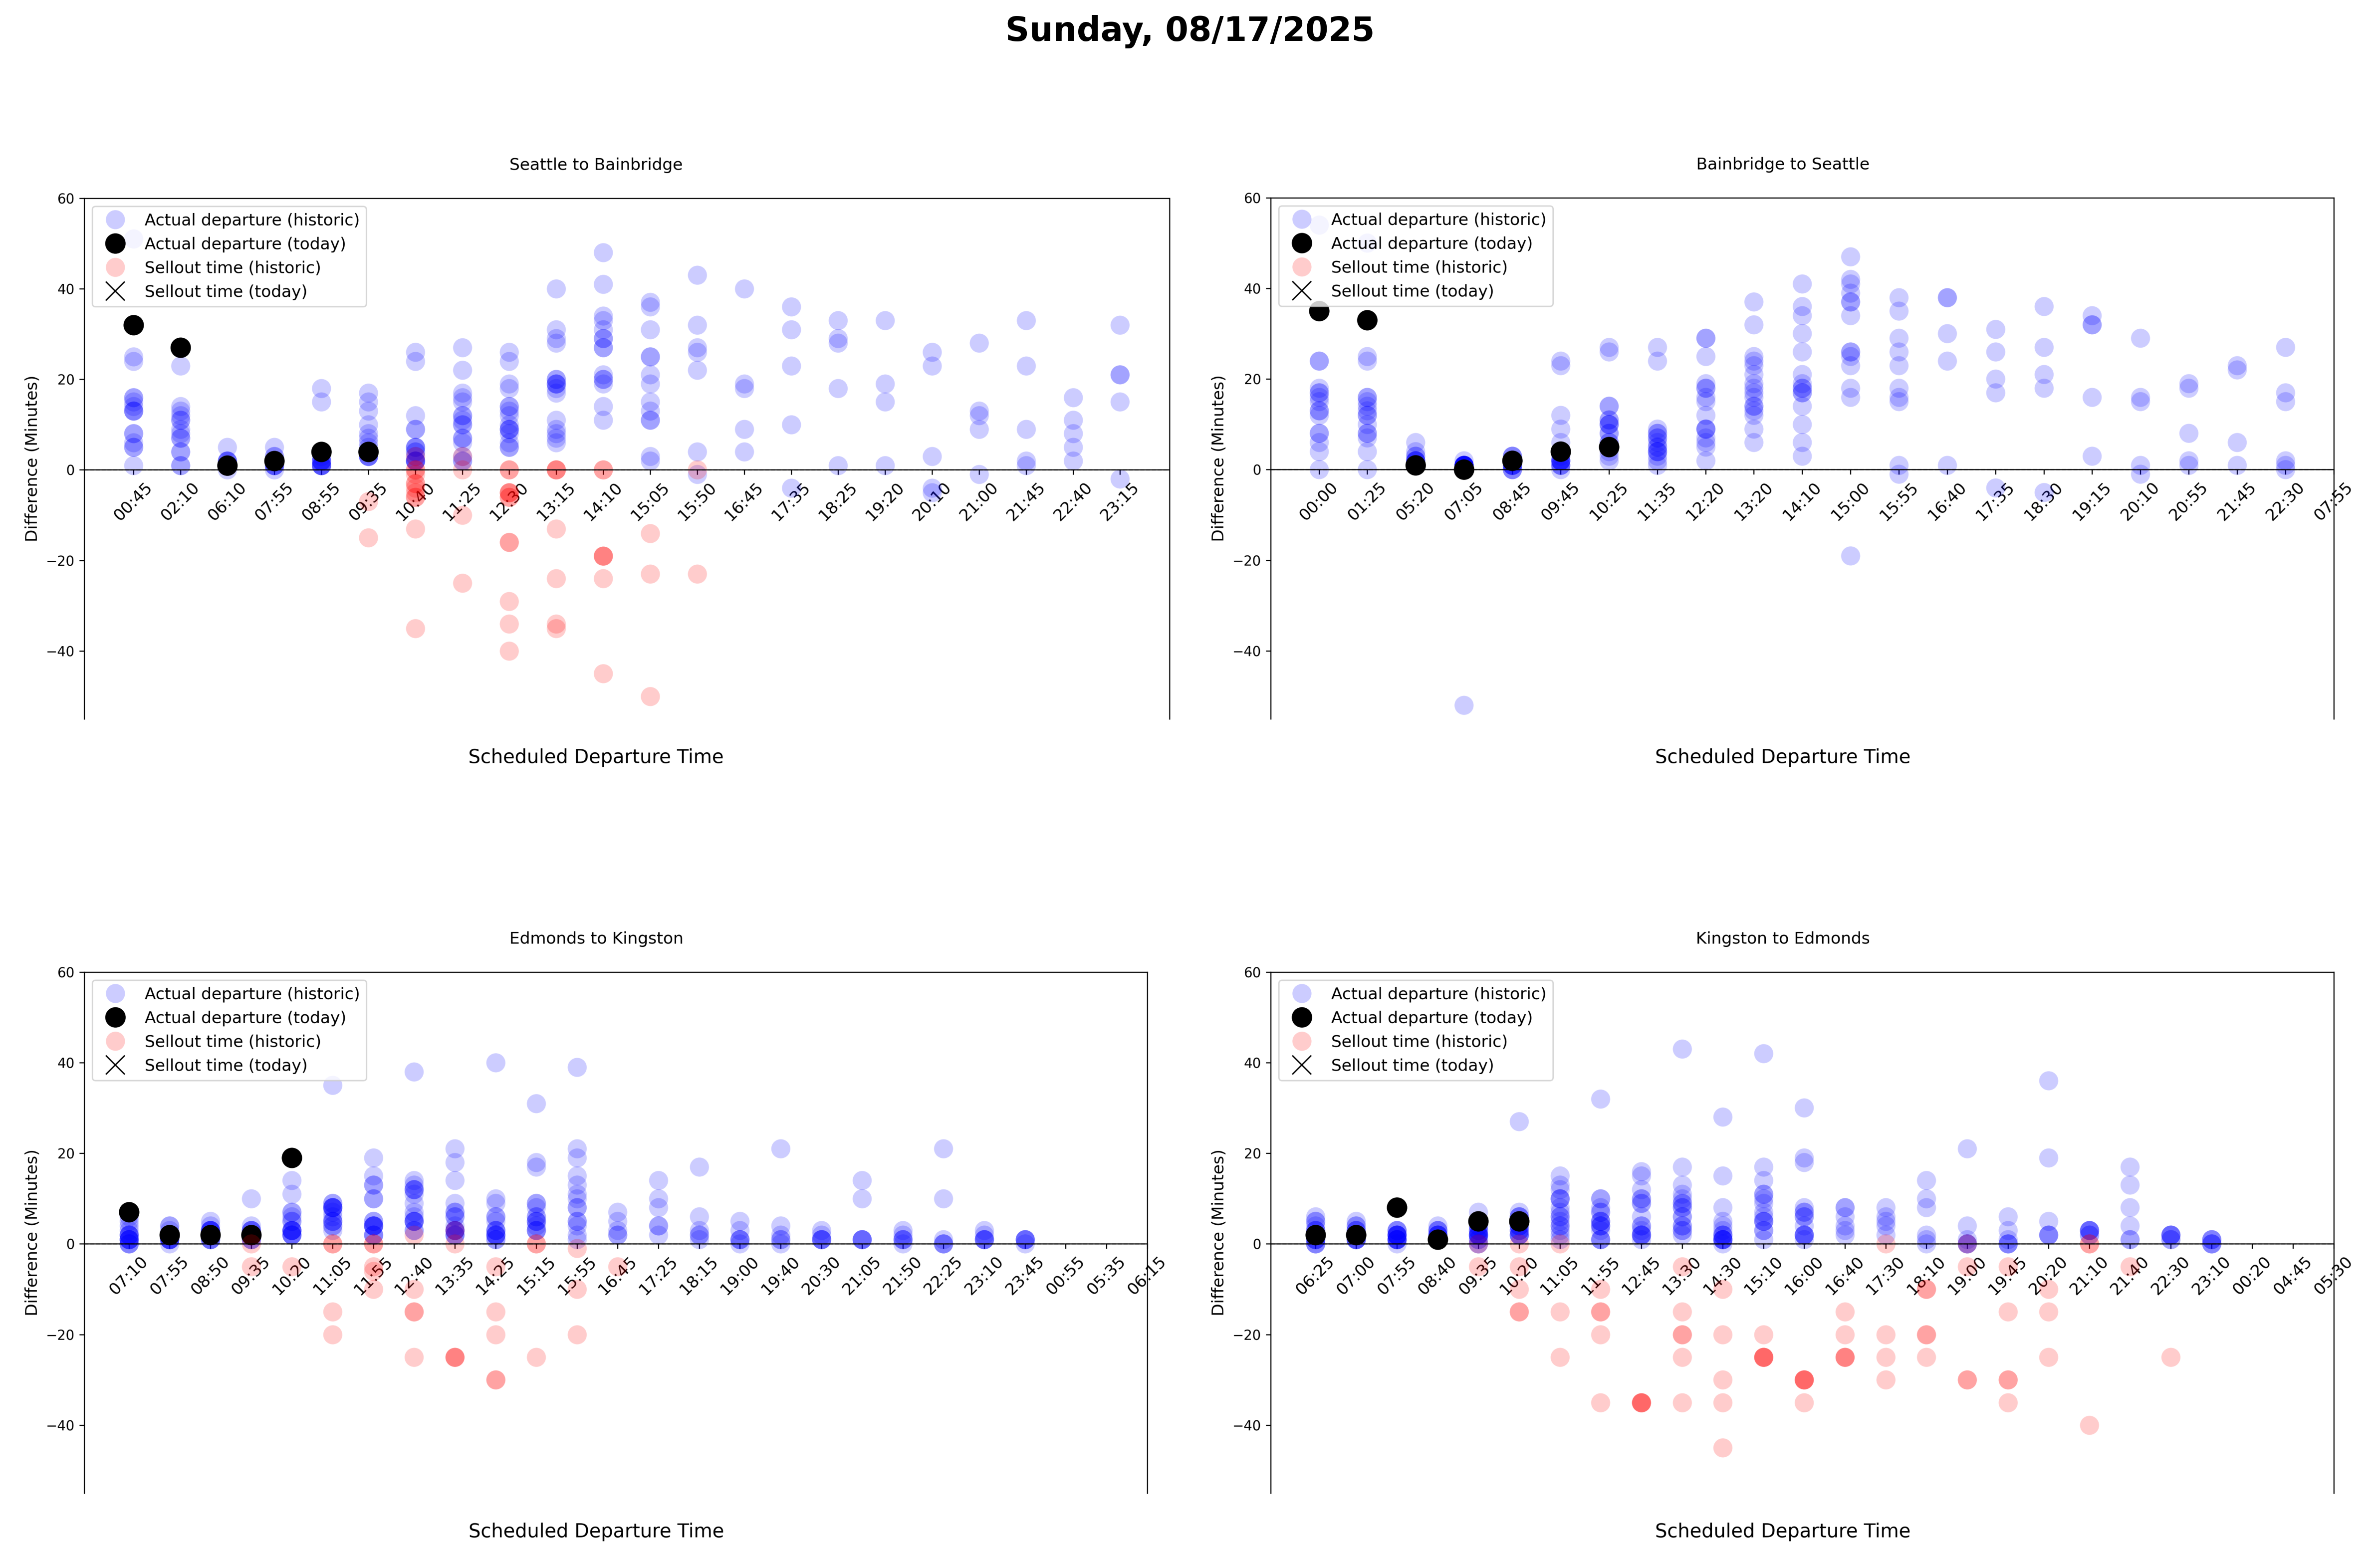 Sunday, 08/17/2025
Seattle to Bainbridge
Difference (Minutes)
60
40
20
0
−20
−40
Actual departure (historic)
Actual departure (today)
Sellout time (historic)
Sellout time (today)
00:45 02:10 06:10 07:55 08:55 09:35 10:40 11:25 12:30 13:15 14:10 15:05 15:50 16:45 17:35 18:25 19:20 20:10 21:00 21:45 22:40 23:15
Scheduled Departure Time
Bainbridge to Seattle
Difference (Minutes)
60
40
20
0
−20
−40
Actual departure (historic)
Actual departure (today)
Sellout time (historic)
Sellout time (today)
00:00 01:25 05:20 07:05 08:45 09:45 10:25 11:35 12:20 13:20 14:10 15:00 15:55 16:40 17:35 18:30 19:15 20:10 20:55 21:45 22:30 07:55
Scheduled Departure Time
Edmonds to Kingston
Difference (Minutes)
60
40
20
0
−20
−40
Actual departure (historic)
Actual departure (today)
Sellout time (historic)
Sellout time (today)
07:10 07:55 08:50 09:35 10:20 11:05 11:55 12:40 13:35 14:25 15:15 15:55 16:45 17:25 18:15 19:00 19:40 20:30 21:05 21:50 22:25 23:10 23:45 00:55 05:35 06:15
Scheduled Departure Time
Kingston to Edmonds
Difference (Minutes)
60
40
20
0
−20
−40
Actual departure (historic)
Actual departure (today)
Sellout time (historic)
Sellout time (today)
06:25 07:00 07:55 08:40 09:35 10:20 11:05 11:55 12:45 13:30 14:30 15:10 16:00 16:40 17:30 18:10 19:00 19:45 20:20 21:10 21:40 22:30 23:10 00:20 04:45 05:30
Scheduled Departure Time